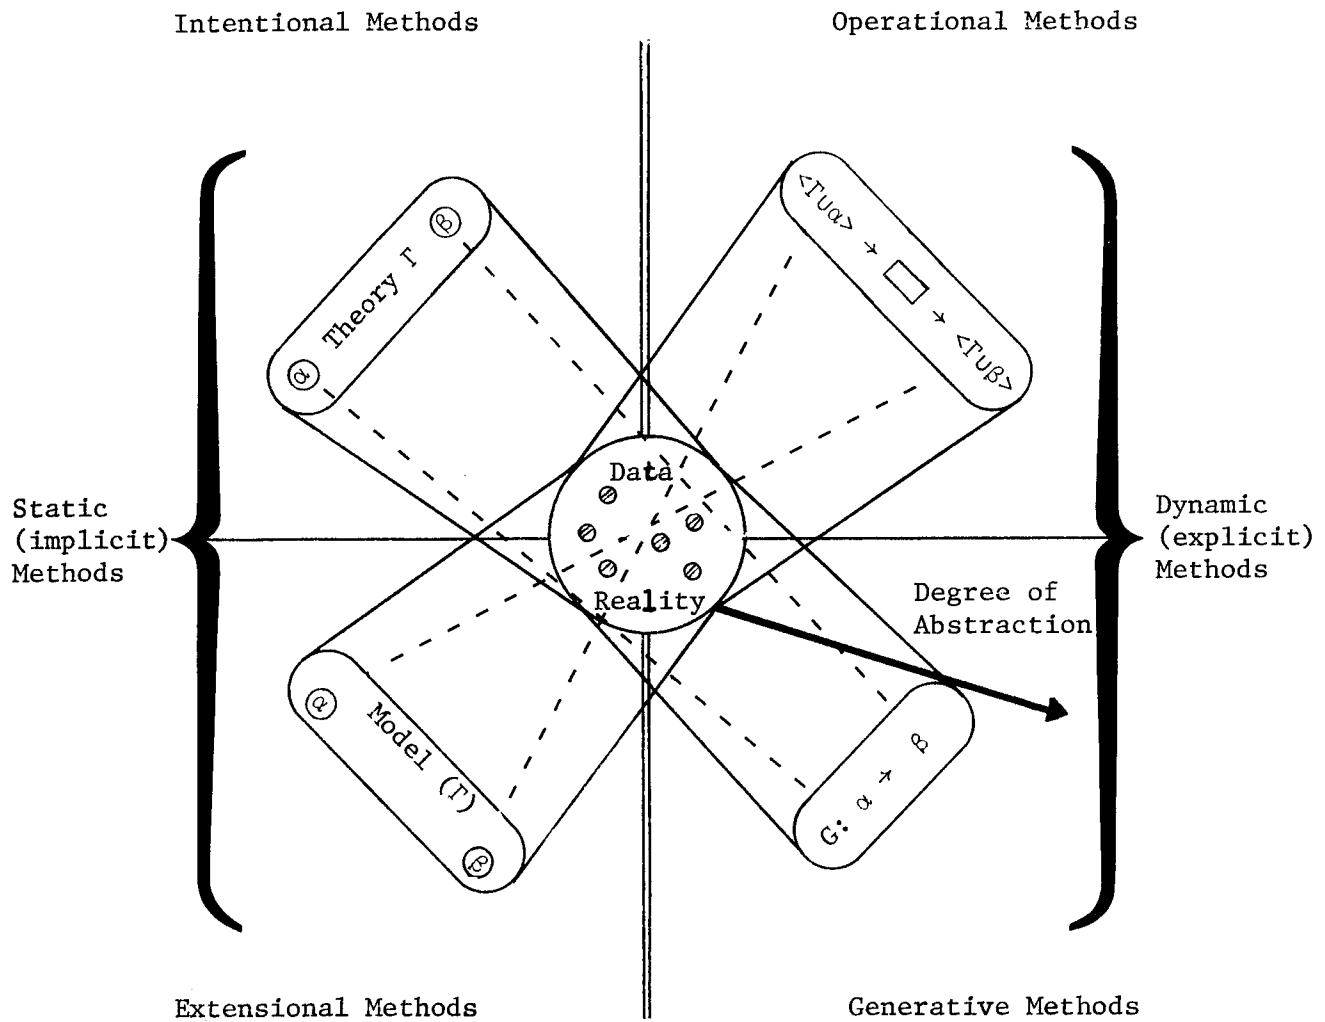 Intentional Methods
Operational Methods
β
Theory Γ
α
<Γ∪α> → □ → <Γ∪β>
Data
Reality
Static
(implicit)
Methods
Dynamic
(explicit)
Methods
Degree of
Abstraction
α
Model (Γ)
β
G: α → β
Extensional Methods
Generative Methods